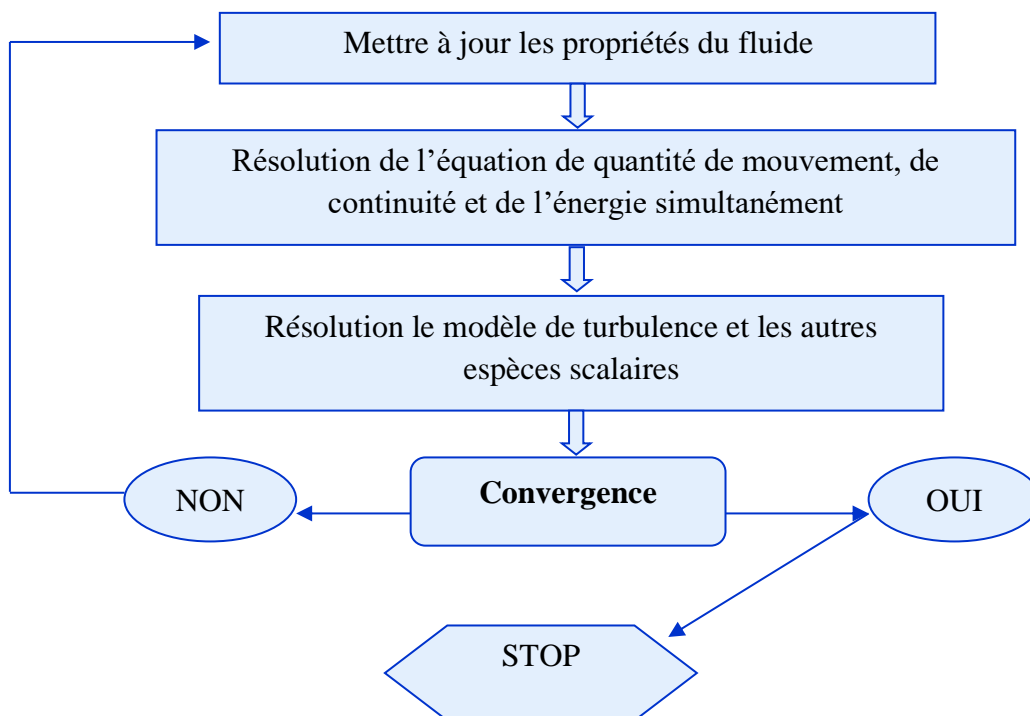 Mettre à jour les propriétés du fluide
Résolution de l’équation de quantité de mouvement, de
continuité et de l’énergie simultanément
Résolution le modèle de turbulence et les autres
espèces scalaires
Convergence
NON
OUI
STOP